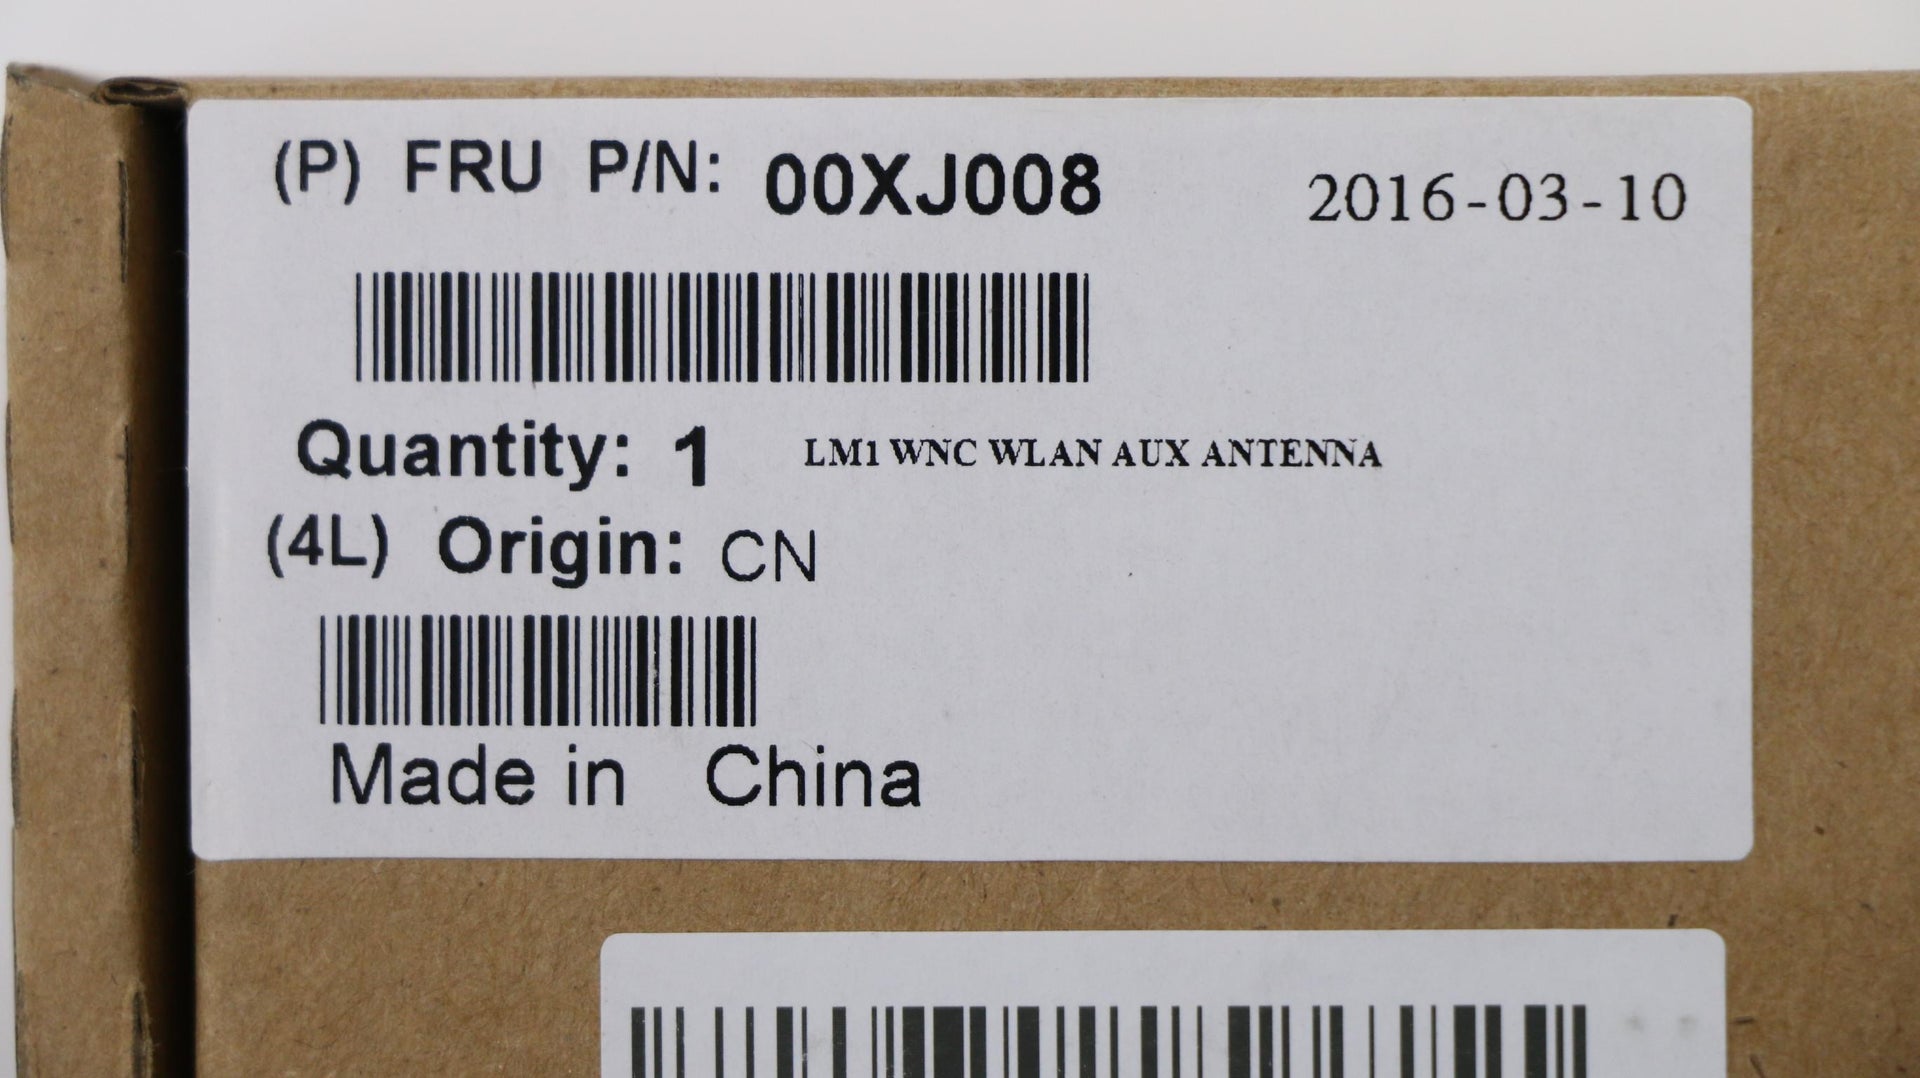 (P) FRU P/N: 00XJ008 2016-03-10
Quantity: 1 LM1 WNC WLAN AUX ANTENNA
(4L) Origin: CN
Made in China